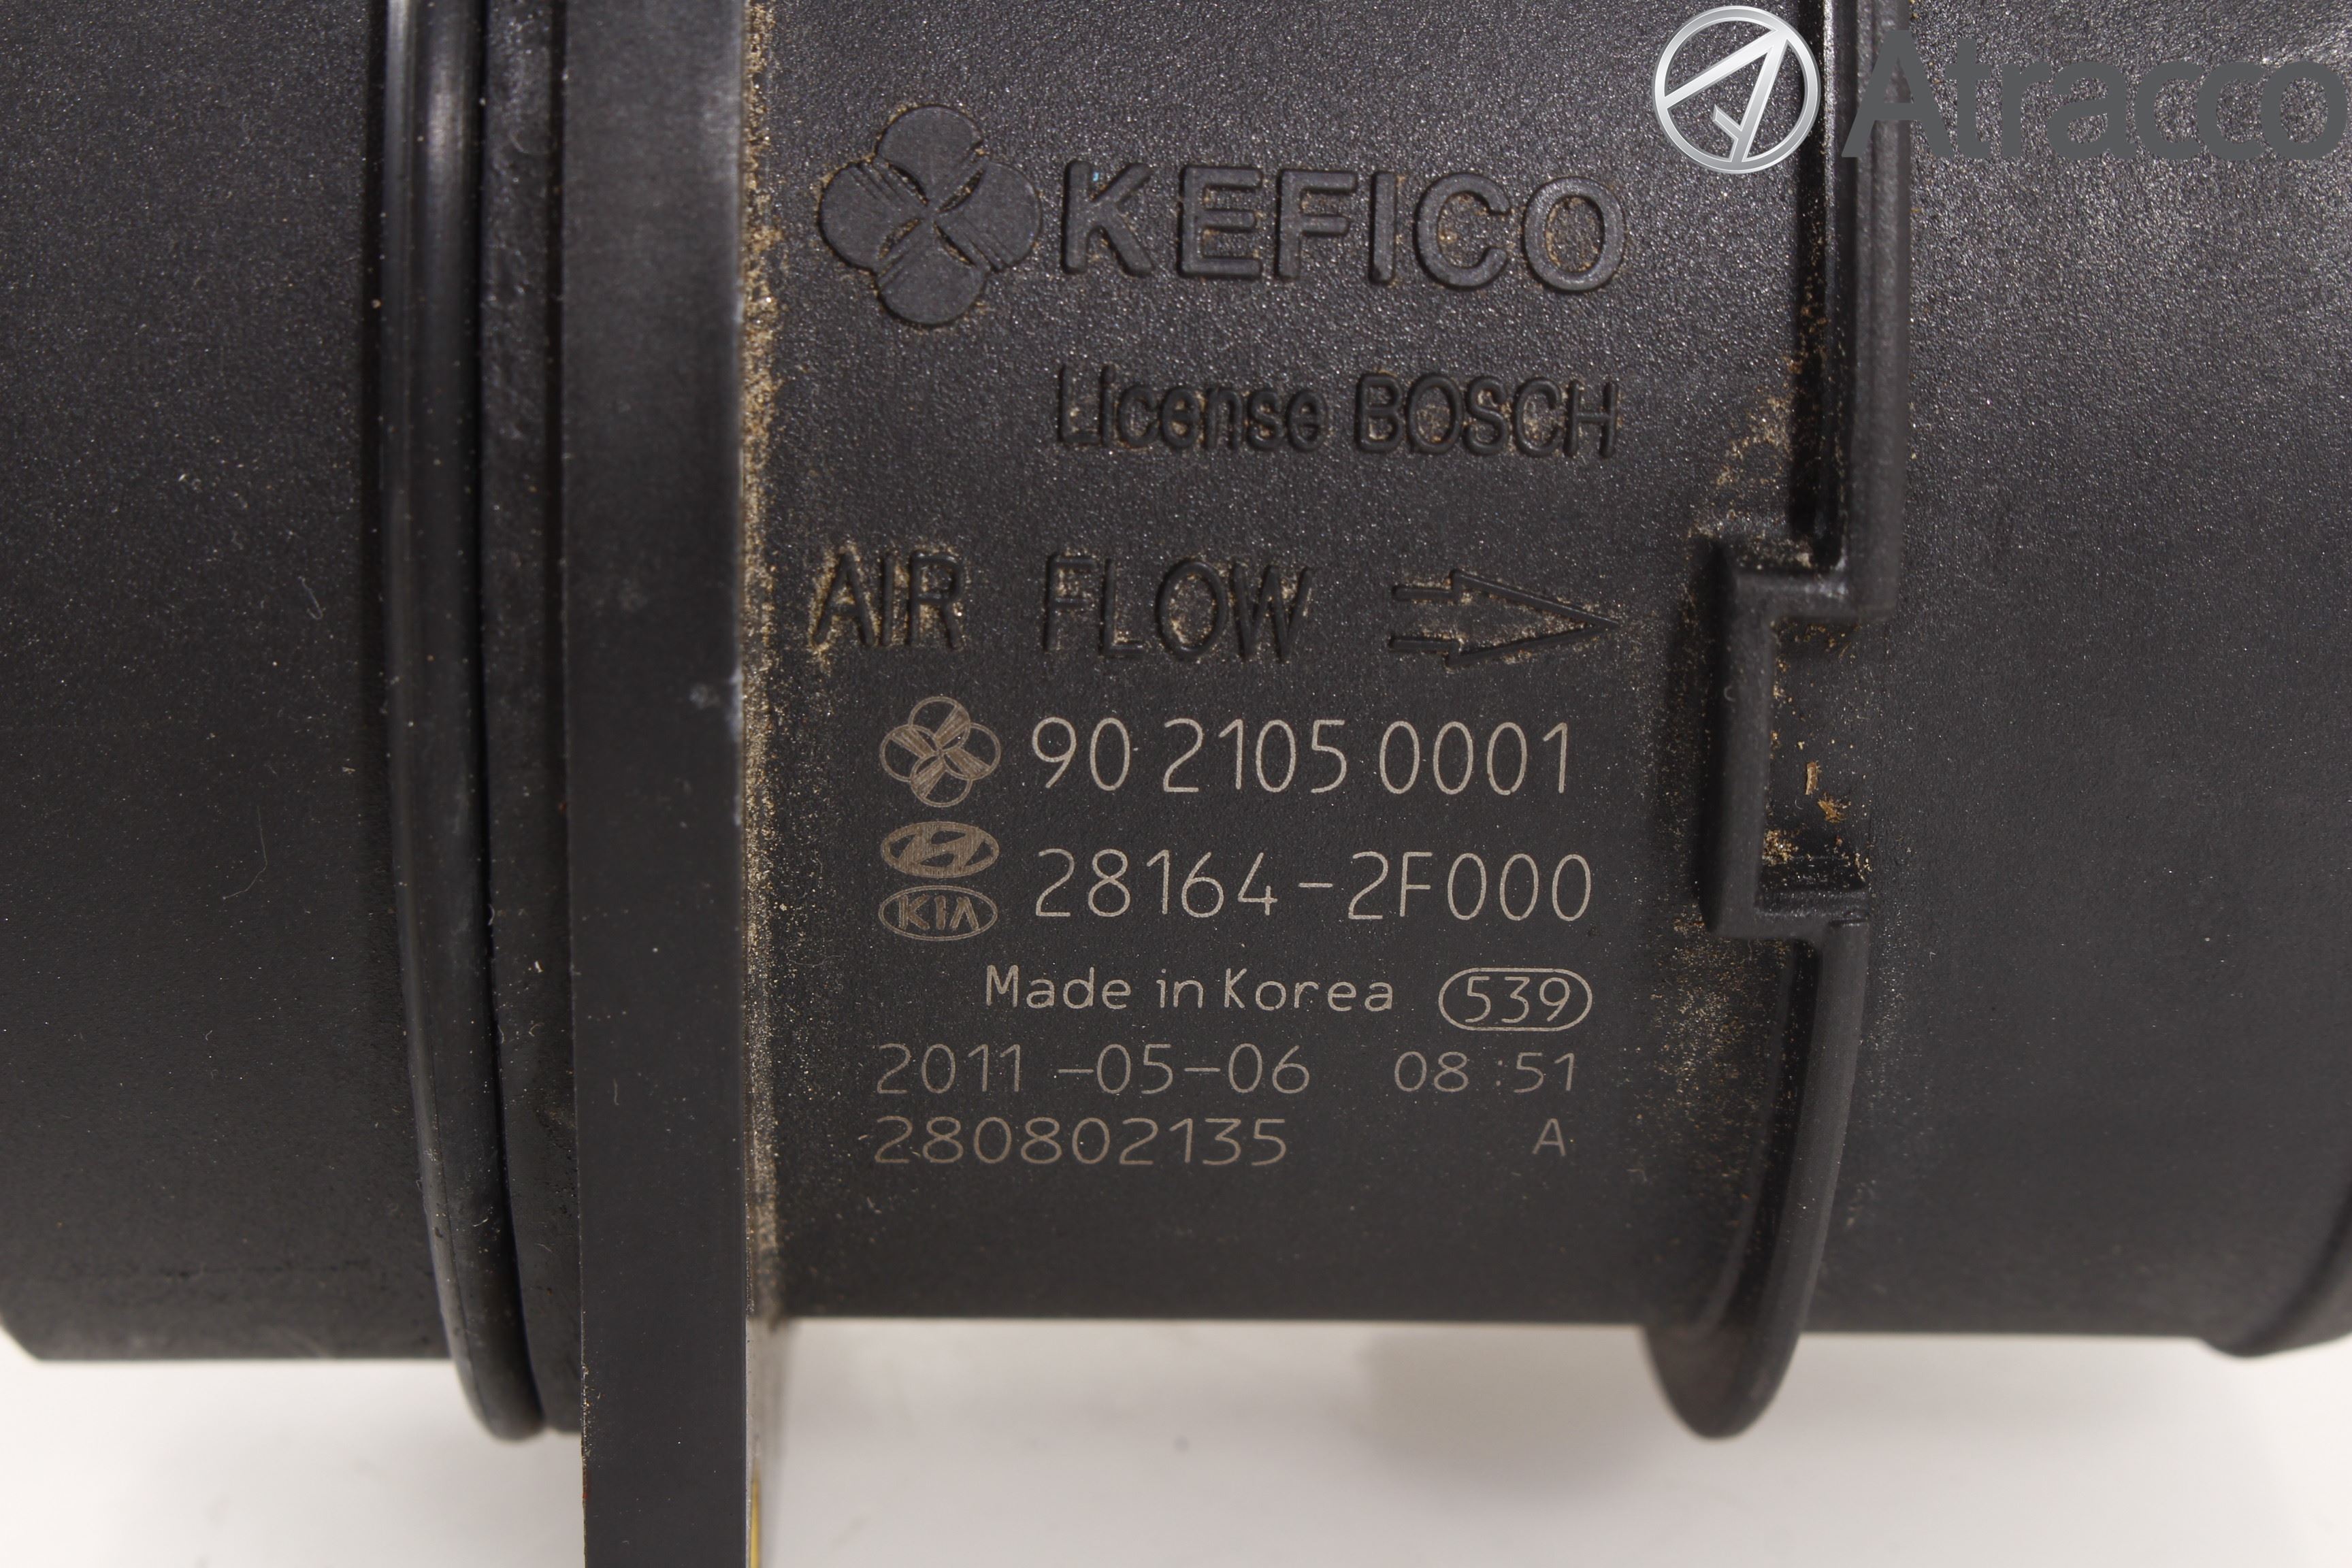 Atracco
KEFICO
License BOSCH
AIR FLOW
90 2105 0001
28164-2F000
KIA
Made in Korea 539
2011-05-06 08:51
280802135 A